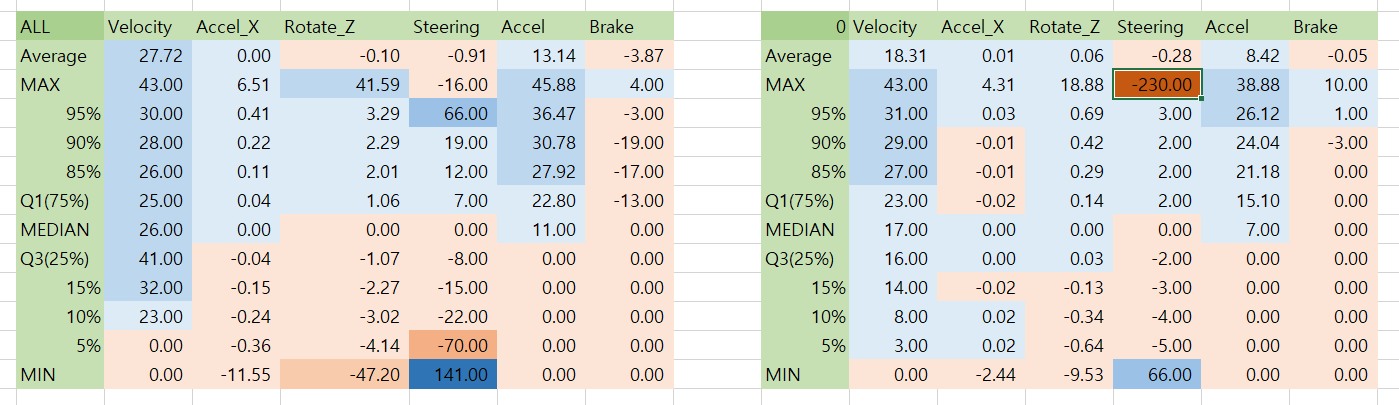 ALL Velocity Accel_X Rotate_Z Steering Accel Brake
Average 27.72 0.00 -0.10 -0.91 13.14 -3.87
MAX 43.00 6.51 41.59 -16.00 45.88 4.00
95% 30.00 0.41 3.29 66.00 36.47 -3.00
90% 28.00 0.22 2.29 19.00 30.78 -19.00
85% 26.00 0.11 2.01 12.00 27.92 -17.00
Q1(75%) 25.00 0.04 1.06 7.00 22.80 -13.00
MEDIAN 26.00 0.00 0.00 0.00 11.00 0.00
Q3(25%) 41.00 -0.04 -1.07 -8.00 0.00 0.00
15% 32.00 -0.15 -2.27 -15.00 0.00 0.00
10% 23.00 -0.24 -3.02 -22.00 0.00 0.00
5% 0.00 -0.36 -4.14 -70.00 0.00 0.00
MIN 0.00 -11.55 -47.20 141.00 0.00 0.00
0 Velocity Accel_X Rotate_Z Steering Accel Brake
Average 18.31 0.01 0.06 -0.28 8.42 -0.05
MAX 43.00 4.31 18.88 -230.00 38.88 10.00
95% 31.00 0.03 0.69 3.00 26.12 1.00
90% 29.00 -0.01 0.42 2.00 24.04 -3.00
85% 27.00 -0.01 0.29 2.00 21.18 0.00
Q1(75%) 23.00 -0.02 0.14 2.00 15.10 0.00
MEDIAN 17.00 0.00 0.00 0.00 7.00 0.00
Q3(25%) 16.00 0.00 0.03 -2.00 0.00 0.00
15% 14.00 -0.02 -0.13 -3.00 0.00 0.00
10% 8.00 0.02 -0.34 -4.00 0.00 0.00
5% 3.00 0.02 -0.64 -5.00 0.00 0.00
MIN 0.00 -2.44 -9.53 66.00 0.00 0.00